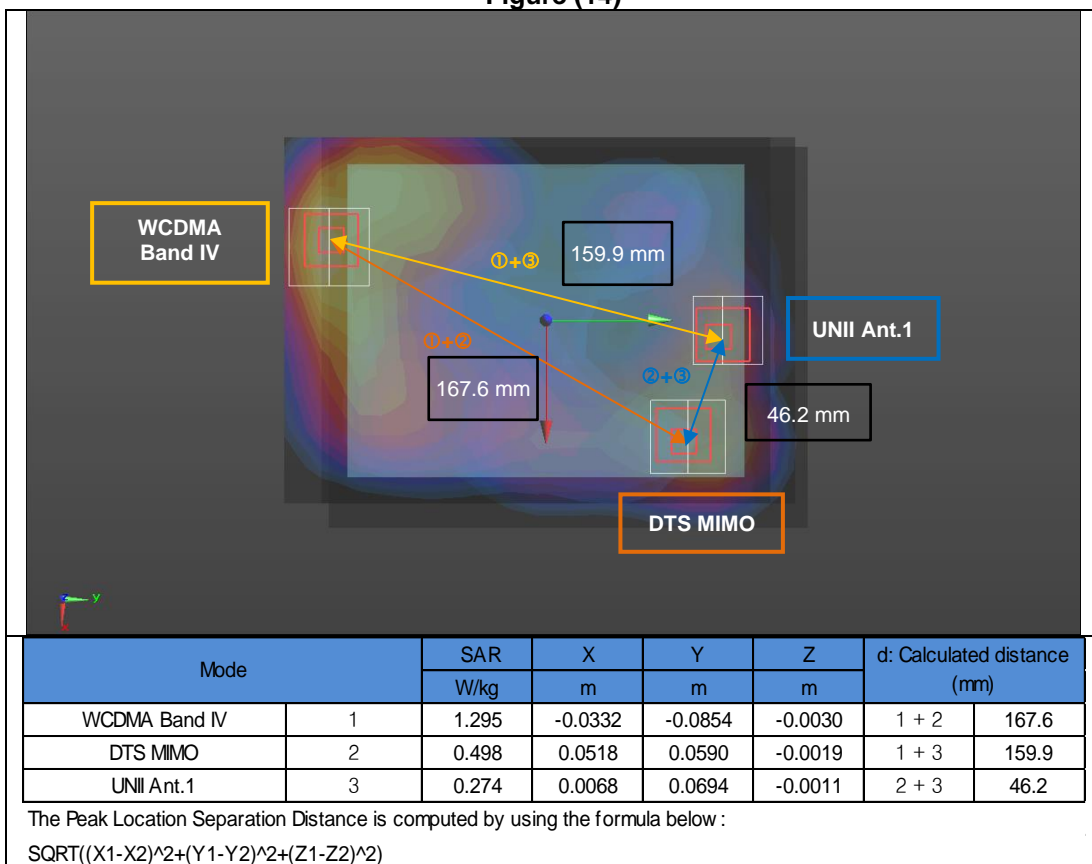 Figure (14)
WCDMA
Band IV
①+③
159.9 mm
UNII Ant.1
①+②
167.6 mm
②+③
46.2 mm
DTS MIMO
z
y
x
Mode SAR X Y Z d: Calculated distance
W/kg m m m (mm)
WCDMA Band IV 1 1.295 -0.0332 -0.0854 -0.0030 1 + 2 167.6
DTS MIMO 2 0.498 0.0518 0.0590 -0.0019 1 + 3 159.9
UNII Ant.1 3 0.274 0.0068 0.0694 -0.0011 2 + 3 46.2
The Peak Location Separation Distance is computed by using the formula below :
SQRT((X1-X2)^2+(Y1-Y2)^2+(Z1-Z2)^2)